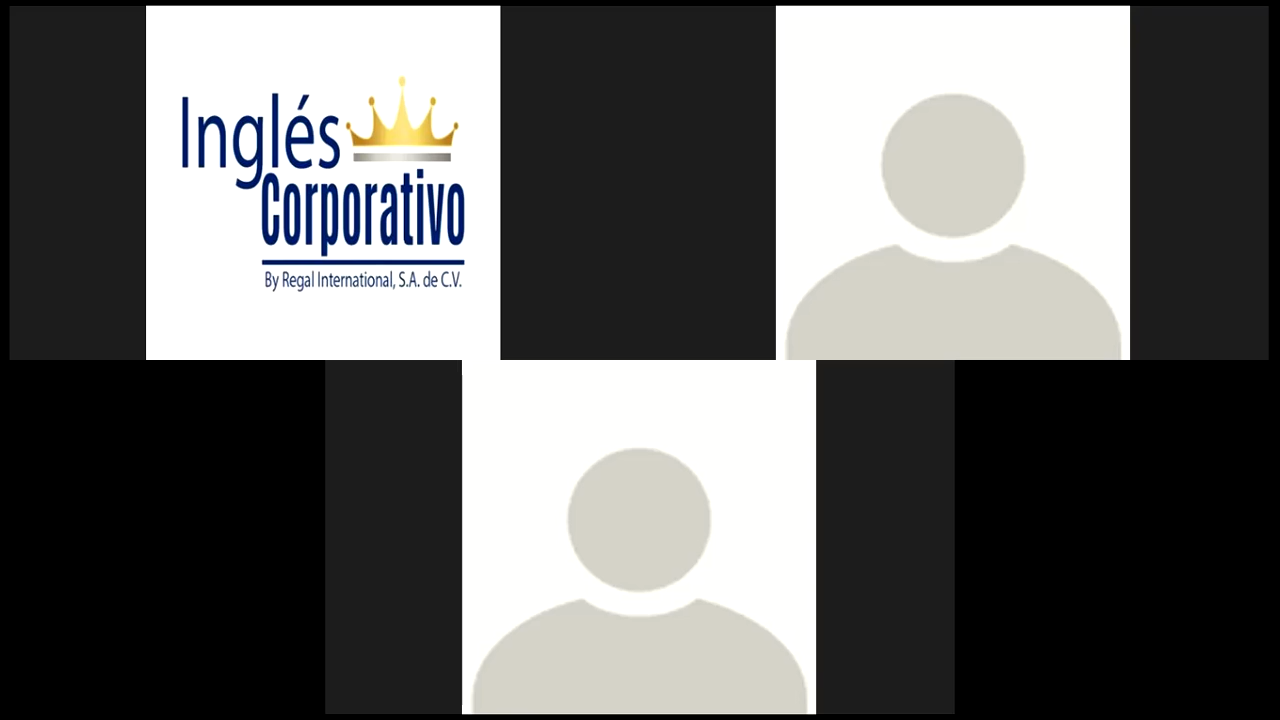 Inglés
Corporativo
By Regal International, S.A. de C.V.